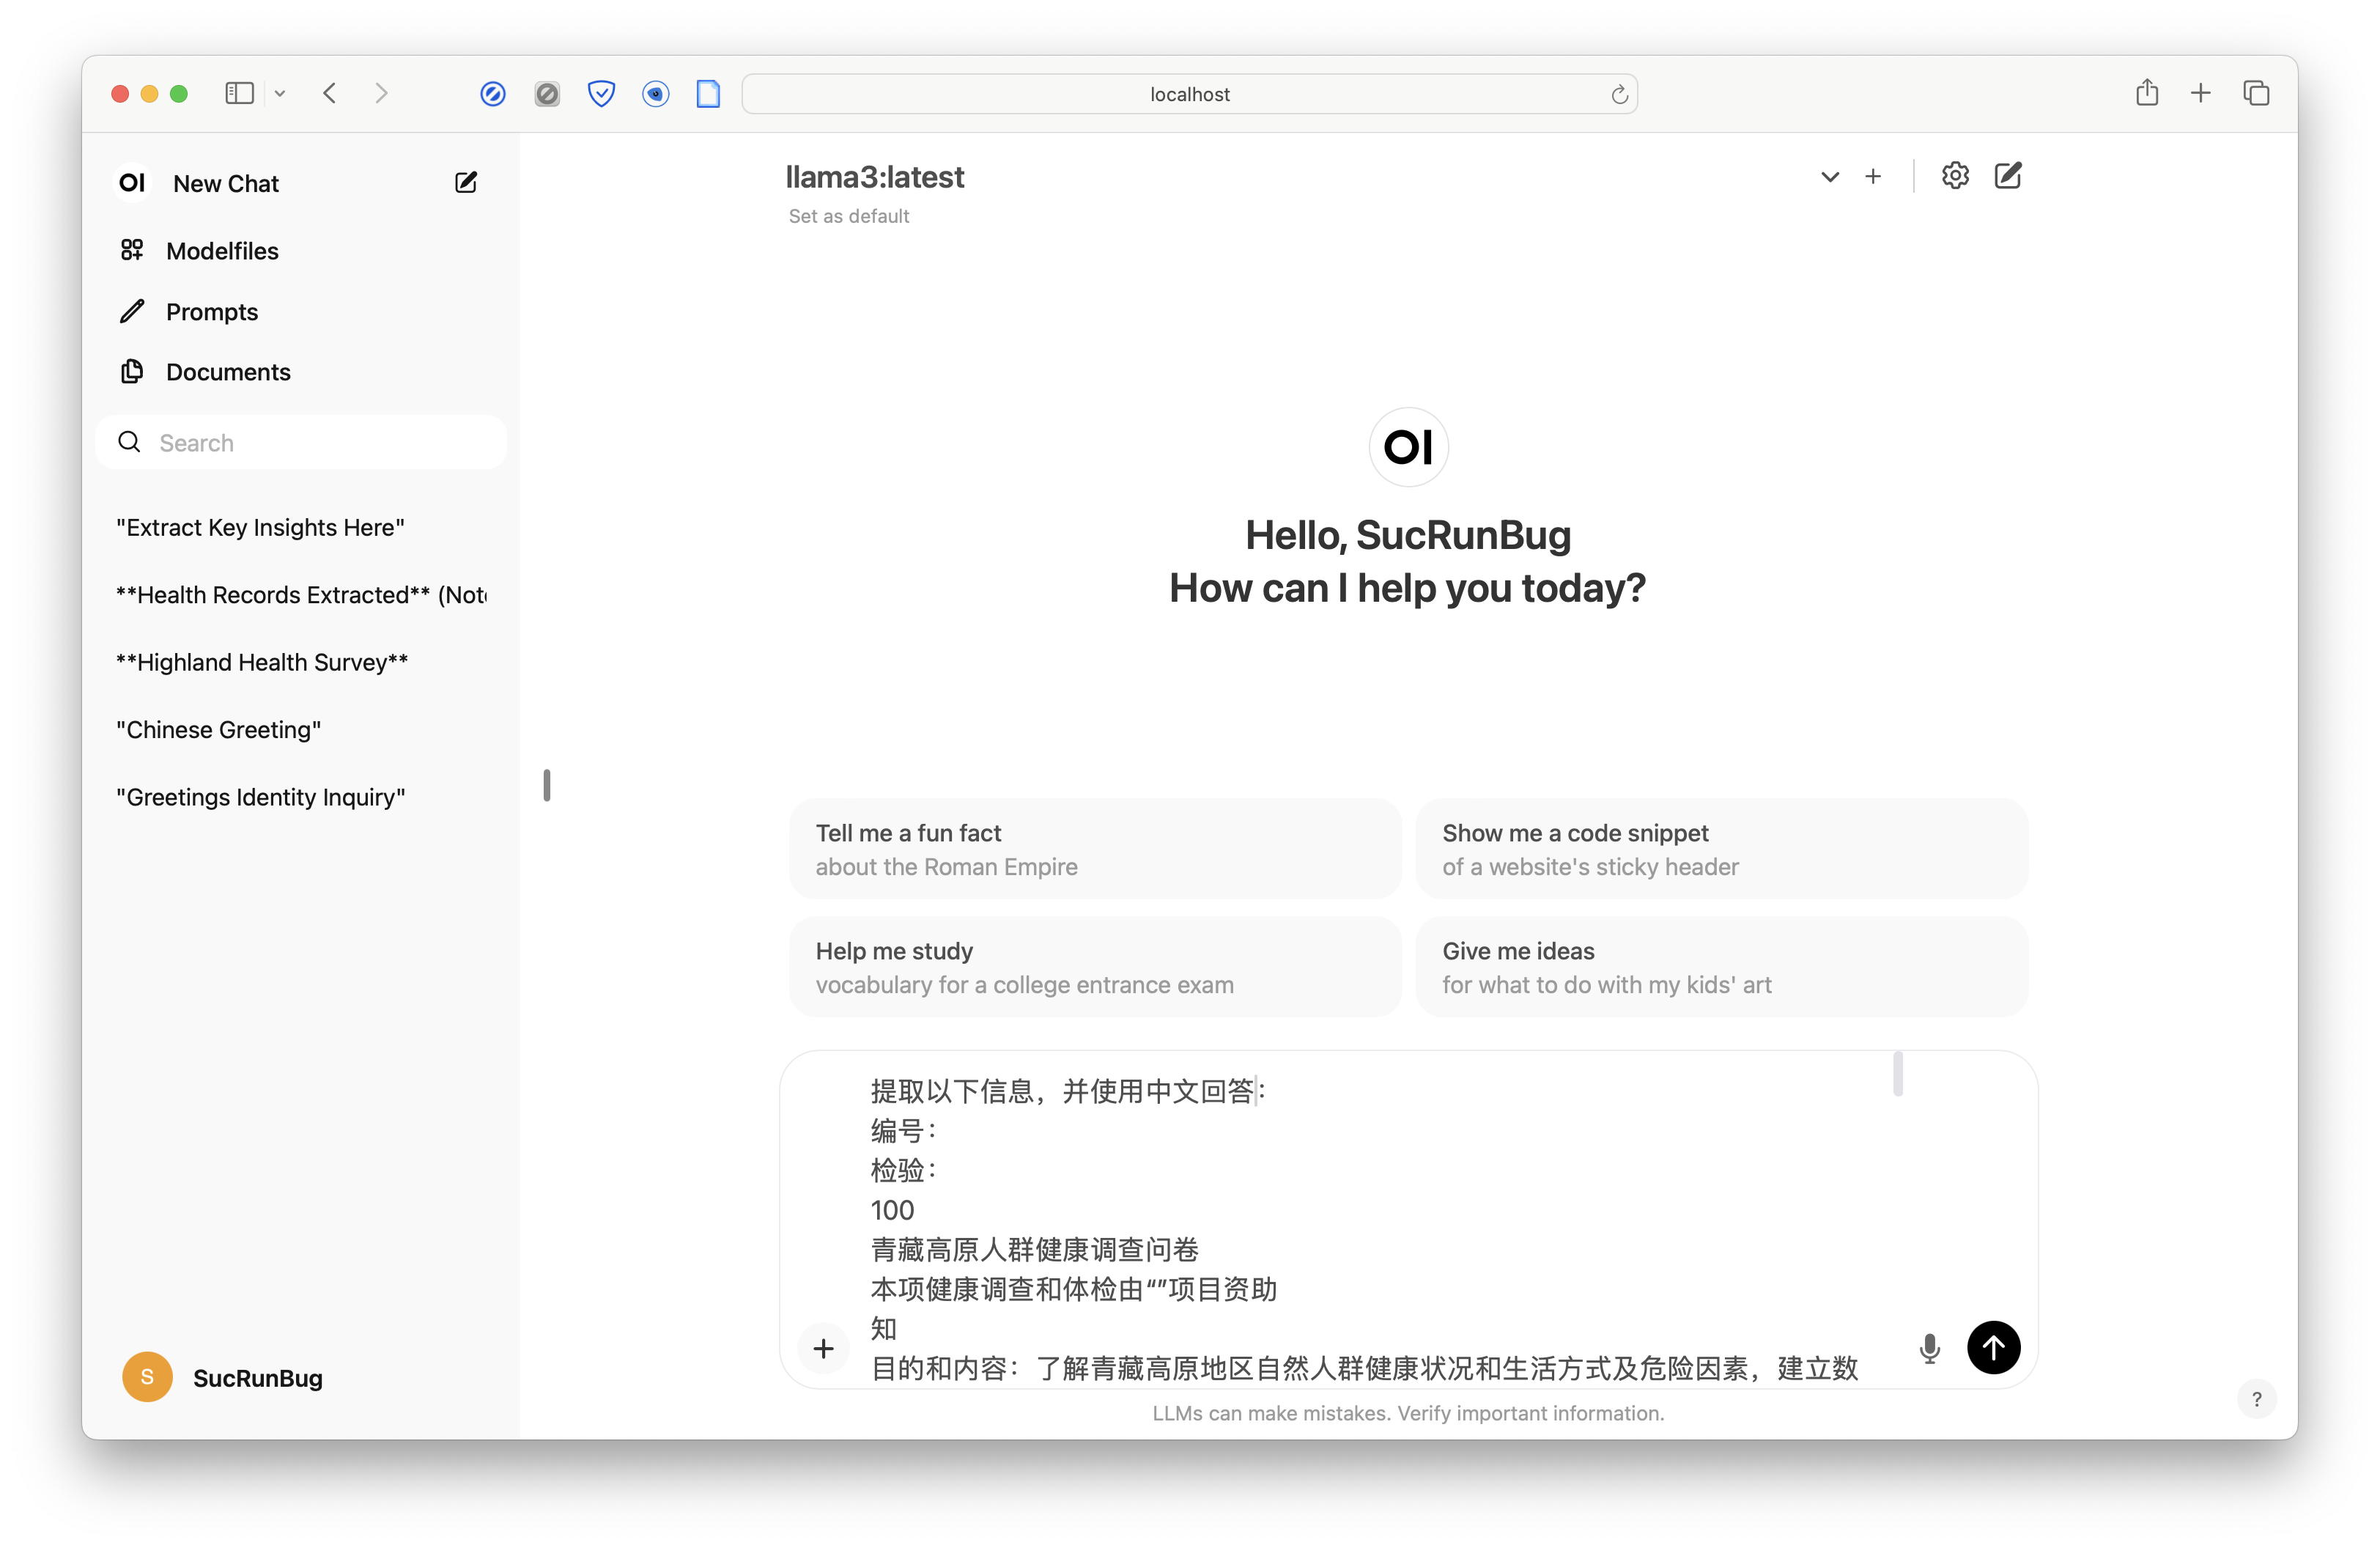 localhost
OI New Chat
Modelfiles
Prompts
Documents
Search
"Extract Key Insights Here"
**Health Records Extracted** (Not
**Highland Health Survey**
"Chinese Greeting"
"Greetings Identity Inquiry"
S SucRunBug
llama3:latest
Set as default
OI
Hello, SucRunBug
How can I help you today?
Tell me a fun fact
about the Roman Empire
Show me a code snippet
of a website's sticky header
Help me study
vocabulary for a college entrance exam
Give me ideas
for what to do with my kids' art
提取以下信息，并使用中文回答：
编号：
检验：
100
青藏高原人群健康调查问卷
本项健康调查和体检由“”项目资助
知
目的和内容：了解青藏高原地区自然人群健康状况和生活方式及危险因素，建立数
LLMs can make mistakes. Verify important information.
?